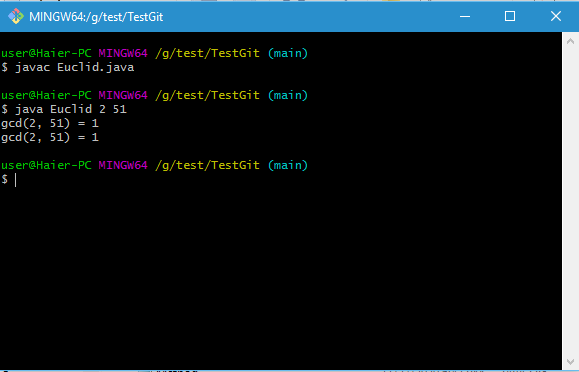 MINGW64:/g/test/TestGit
user@Haier-PC MINGW64 /g/test/TestGit (main)
$ javac Euclid.java
user@Haier-PC MINGW64 /g/test/TestGit (main)
$ java Euclid 2 51
gcd(2, 51) = 1
gcd(2, 51) = 1
user@Haier-PC MINGW64 /g/test/TestGit (main)
$